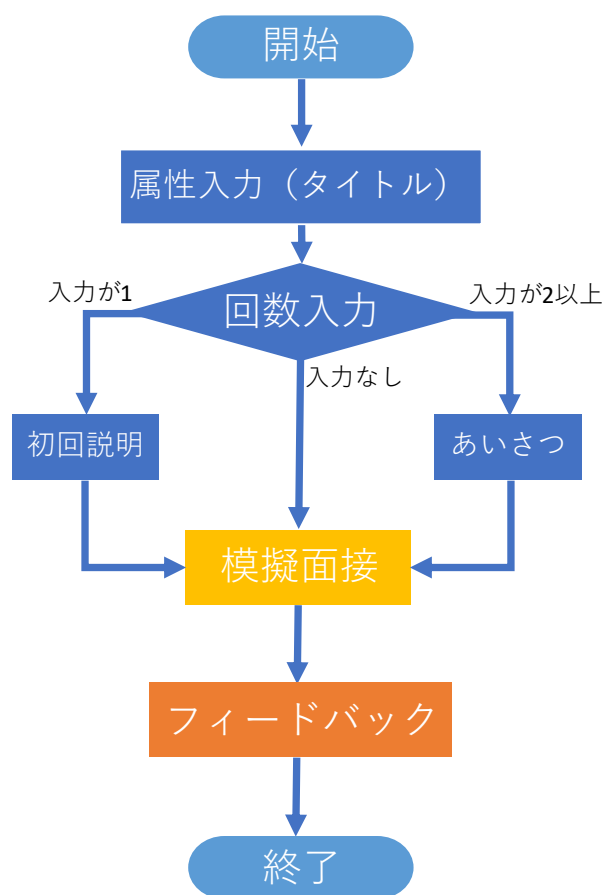 開始
属性入力（タイトル）
入力が1
回数入力
入力が2以上
入力なし
初回説明
あいさつ
模擬面接
フィードバック
終了